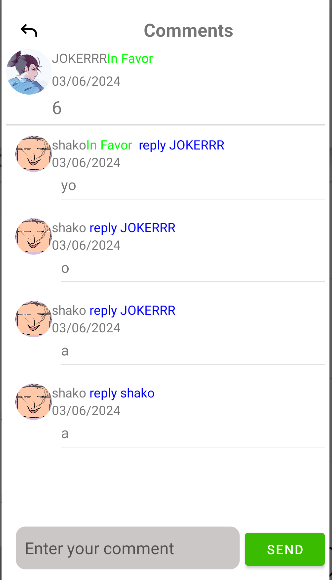 Comments
JOKERRRIn Favor
03/06/2024
6
shakoIn Favor reply JOKERRR
03/06/2024
yo
shako reply JOKERRR
03/06/2024
o
shako reply JOKERRR
03/06/2024
a
shako reply shako
03/06/2024
a
Enter your comment
SEND